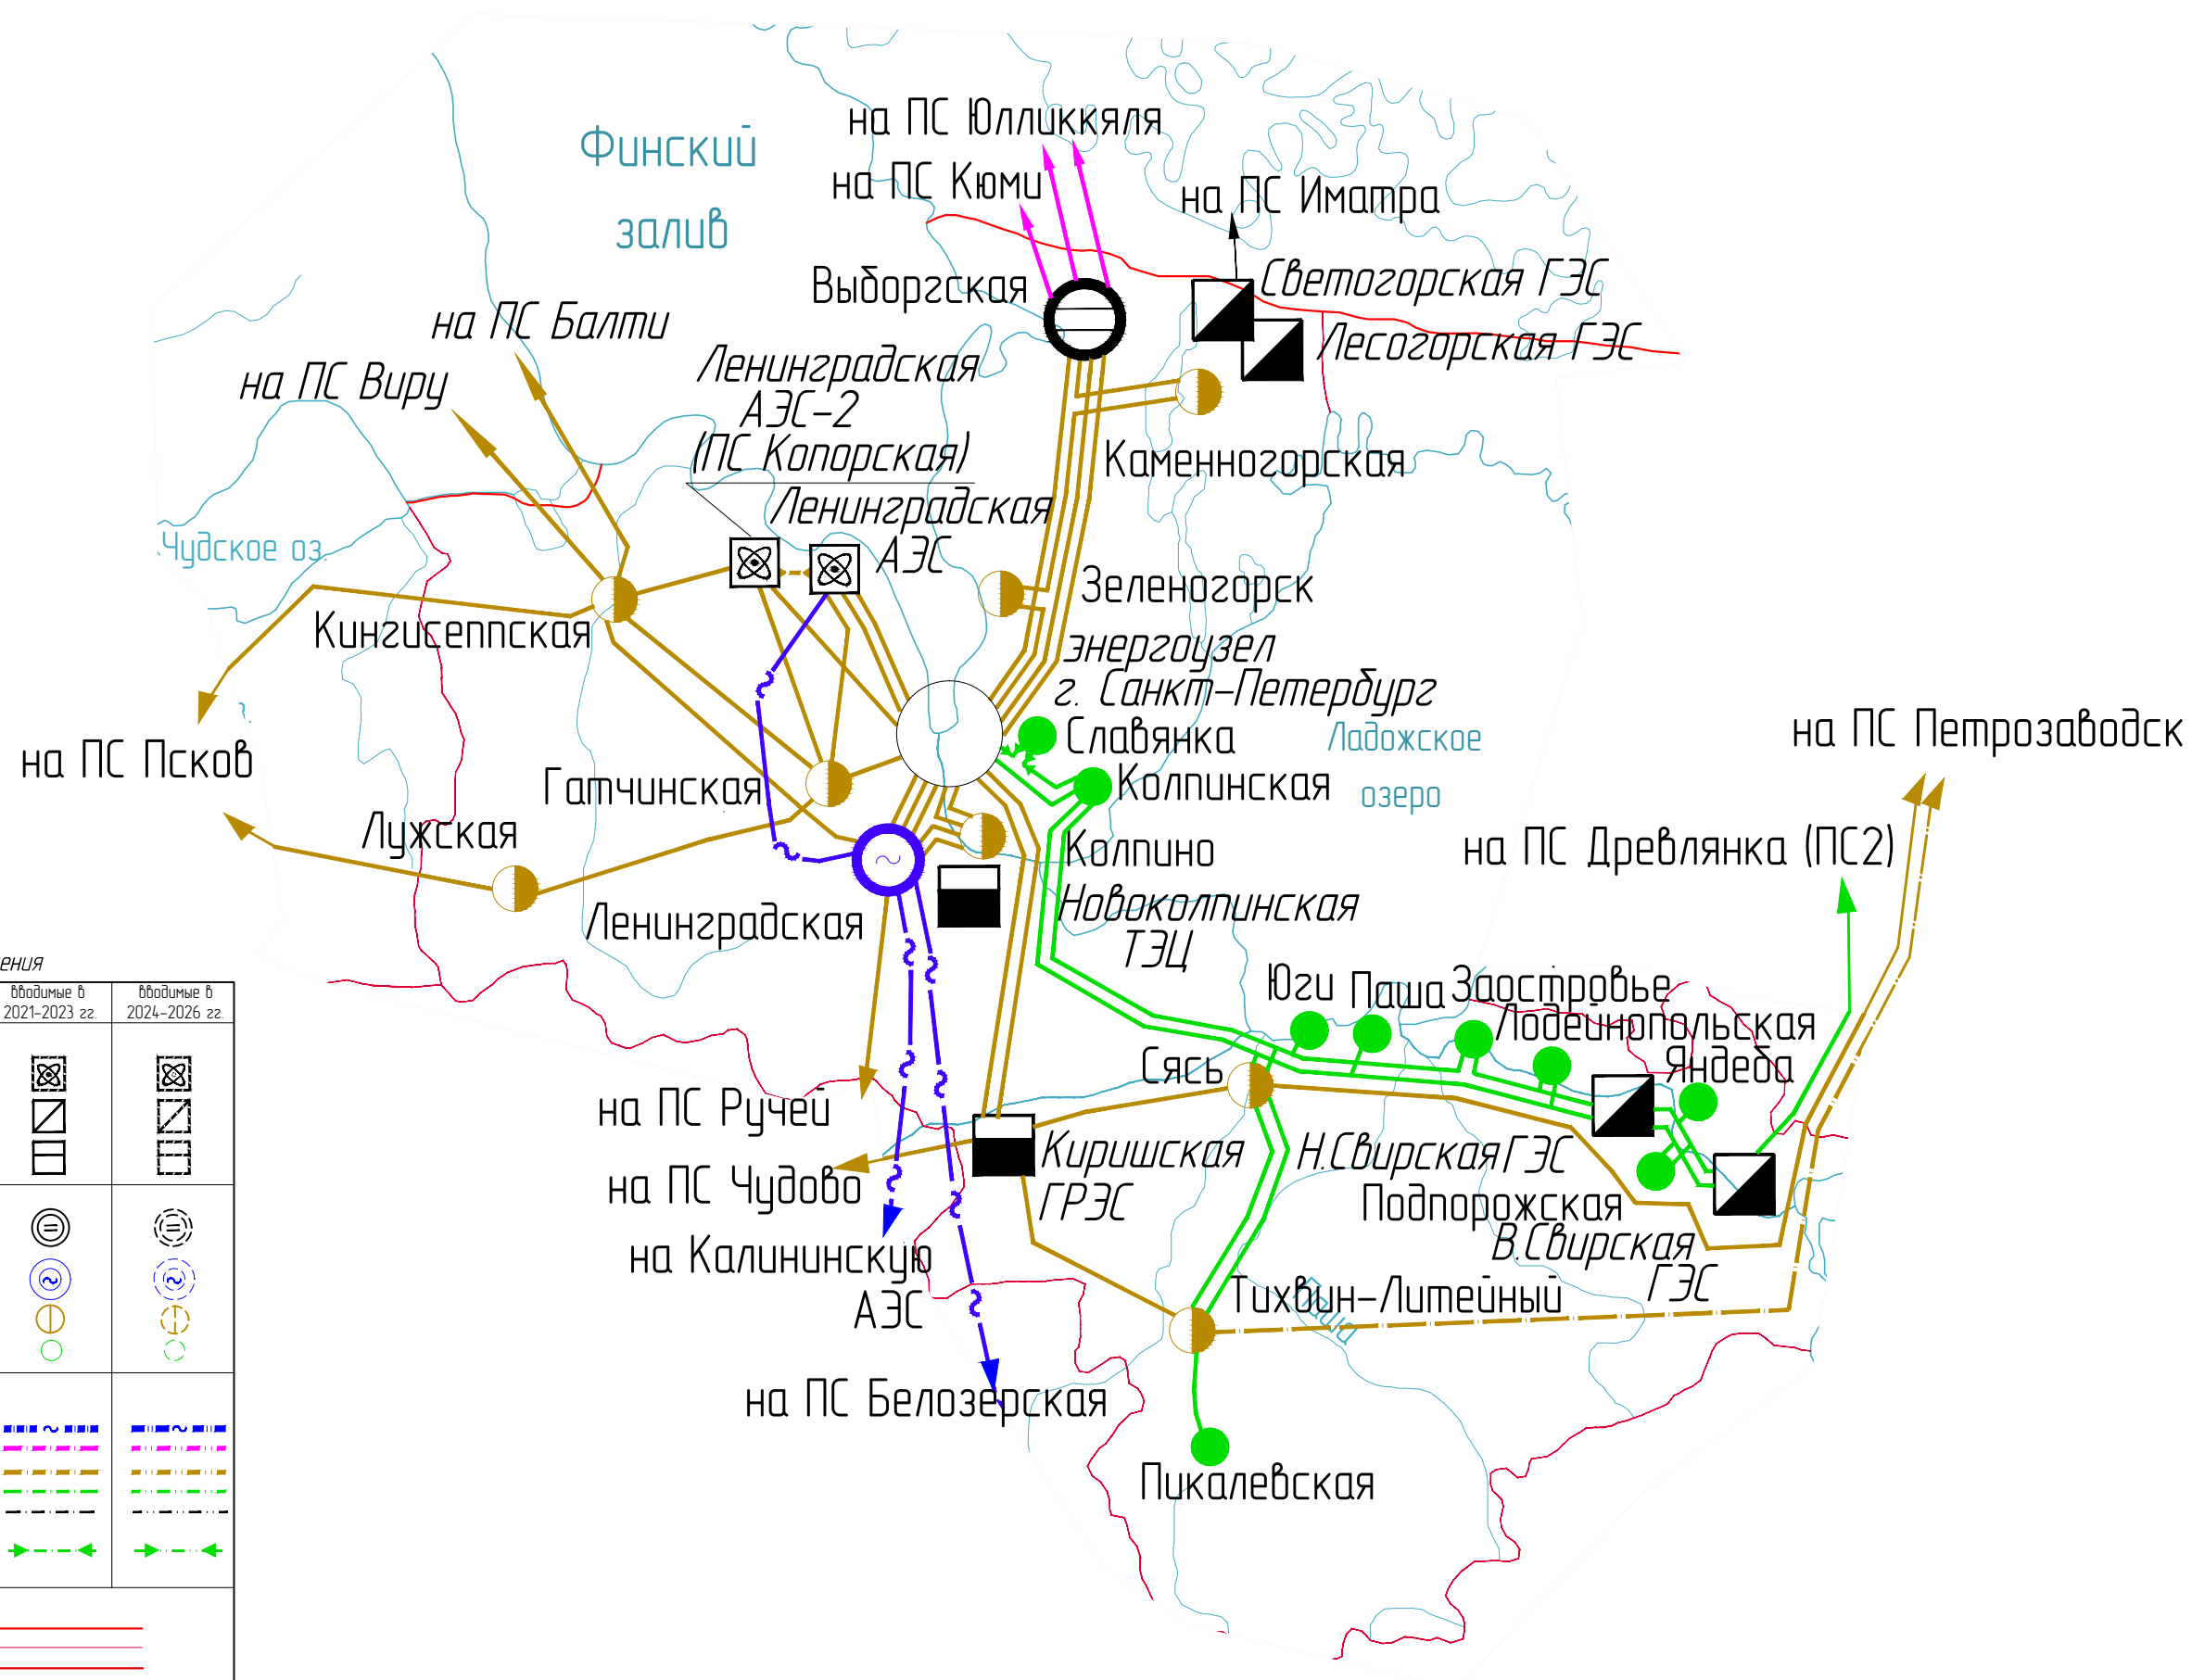 на ПС Юлликкяля
Финский
залив
на ПС Кюми
на ПС Иматра
Выборгская
Светогорская ГЭС
на ПС Балти
Лесогорская ГЭС
на ПС Виру
Ленинградская
АЭС-2
(ПС Копорская)
Каменногорская
Ленинградская
АЭС
Чудское оз.
Зеленогорск
Кингисеппская
энергоузел
г. Санкт-Петербург
Славянка
Ладожское
озеро
на ПС Петрозаводск
на ПС Псков
Гатчинская
Колпинская
Лужская
Колпино
на ПС Древлянка (ПС2)
Новоколпинская
ТЭЦ
Ленинградская
Юги
Паша
Заостровье
Лодейнопольская
Яндеба
Сясь
на ПС Ручей
Киришская
ГРЭС
Н.Свирская ГЭС
на ПС Чудово
Подпорожская
В.Свирская
ГЭС
на Калининскую
АЭС
Тихвин-Литейный
Паша
на ПС Белозерская
Пикалевская
ения
вводимые в
2021-2023 гг.
вводимые в
2024-2026 гг.